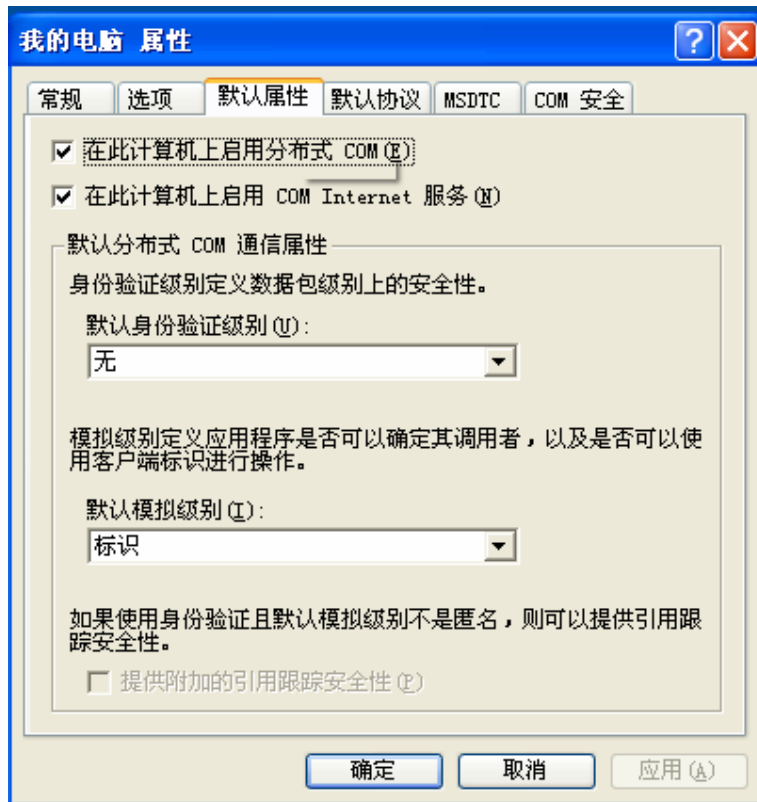 我的电脑 属性
常规 选项 默认属性 默认协议 MSDTC COM 安全
在此计算机上启用分布式 COM(E)
在此计算机上启用 COM Internet 服务(N)
默认分布式 COM 通信属性
身份验证级别定义数据包级别上的安全性。
默认身份验证级别(U):
无
模拟级别定义应用程序是否可以确定其调用者，以及是否可以使
用客户端标识进行操作。
默认模拟级别(I):
标识
如果使用身份验证且默认模拟级别不是匿名，则可以提供引用跟
踪安全性。
提供附加的引用跟踪安全性(P)
确定 取消 应用(A)